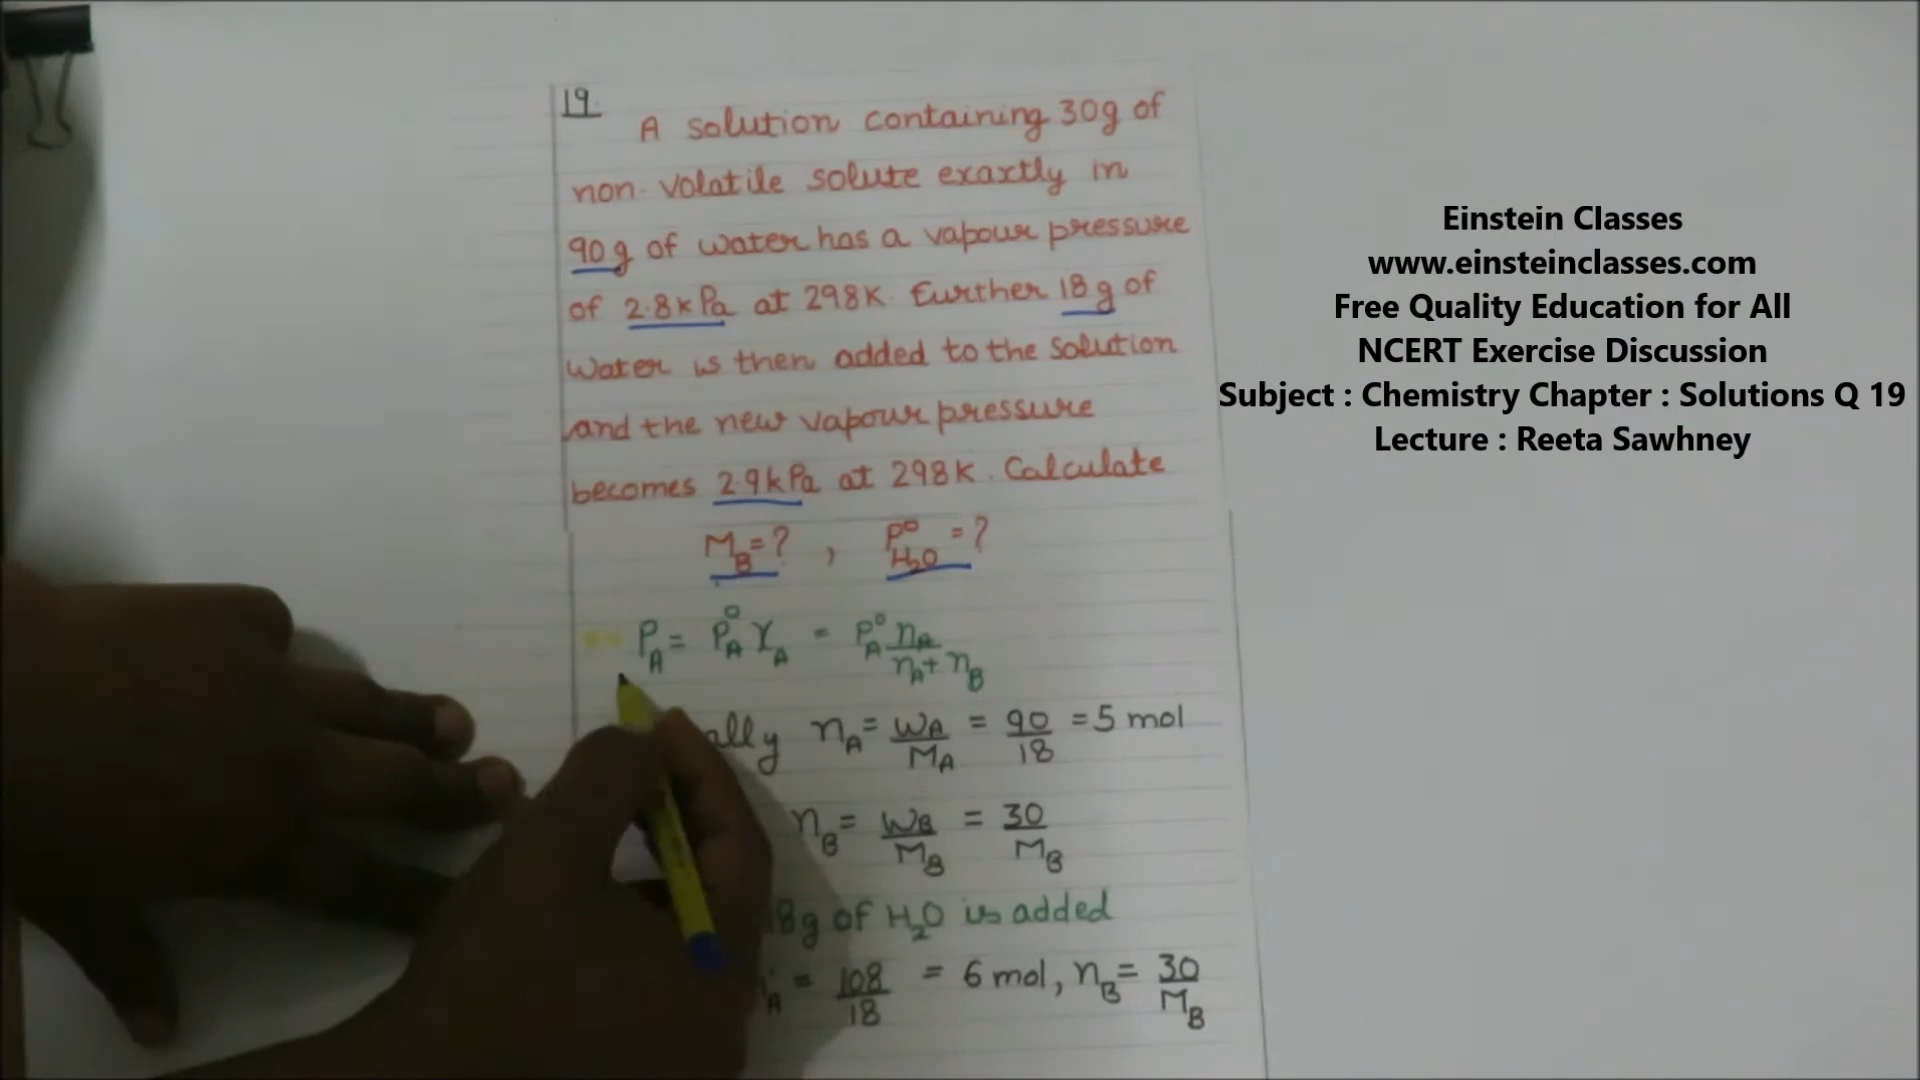 19.
A solution containing 30g of
non-volatile solute exactly in
90g of water has a vapour pressure
of 2.8kPa at 298K. Further 18g of
water is then added to the solution
and the new vapour pressure
becomes 2.9kPa at 298K. Calculate
M_B = ? , P°_H₂O = ?
P_A = P°_A χ_A = P°_A n_A / n_A + n_B
ally n_A = W_A / M_A = 90 / 18 = 5 mol
n_B = W_B / M_B = 30 / M_B
8g of H₂O is added
A = 108 / 18 = 6 mol, n_B = 30 / M_B
Einstein Classes
www.einsteinclasses.com
Free Quality Education for All
NCERT Exercise Discussion
Subject : Chemistry Chapter : Solutions Q 19
Lecture : Reeta Sawhney